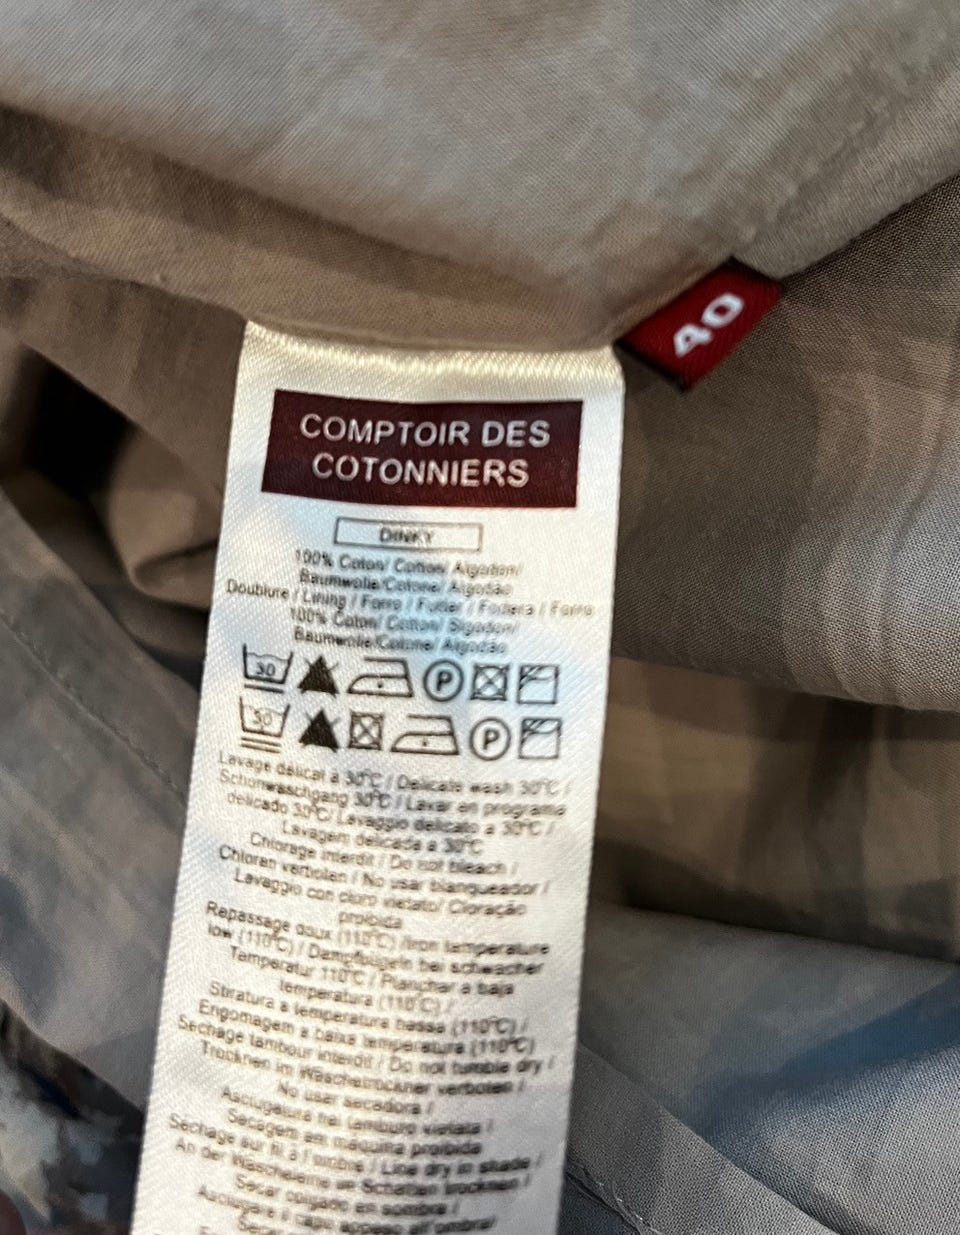 40
COMPTOIR DES
COTONNIERS
DINKY
100% Coton/ Cotton/ Algodon/
Baumwolle/Cotone/ Algodão
Doublure / Lining / Forro / Futter / Fodera / Forro
100% Coton/ Cotton/
Baumwolle/Cotone/ Algodão
30 P
30 P
Lavage délicat à 30°C / Delicate wash 30°C /
Schonwaschgang 30°C / Lavar en programa
delicado 30°C/ Lavaggio delicato a 30°C /
Lavagem delicada a 30°C
Chlorage interdit / Do not bleach /
Chloren verboten / No usar blanqueador /
Lavaggio con cloro vietato/ Cloração
proibida
Repassage doux (110°C) /Iron temperature
low (110°C) / Dampfbügeln bei schwacher
Temperatur 110°C / Planchar a baja
temperatura (110°C) /
Stiratura a temperatura bassa (110°C) /
Engomagem a baixa temperatura (110°C)
Séchage tambour interdit / Do not tumble dry /
Trocknen im Wäschetrockner verboten /
No usar secadora /
Asciugatura nel tamburo vietata /
Secagem em máquina proibida
Séchage sur fil à l'ombre / Line dry in shade /
An der Wäscheleine im Schatten trocknen /
Secar colgado en sombra /
Asciugare il capo appeso all'ombra/